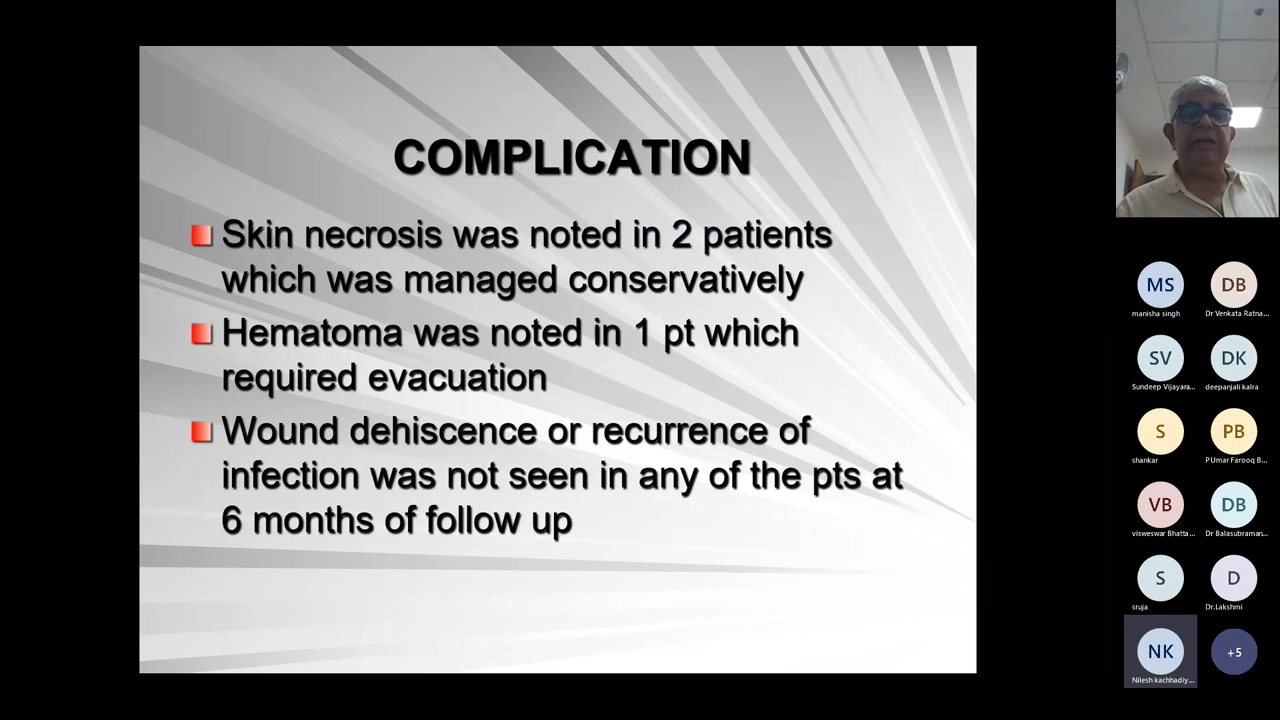 COMPLICATION
Skin necrosis was noted in 2 patients
which was managed conservatively
Hematoma was noted in 1 pt which
required evacuation
Wound dehiscence or recurrence of
infection was not seen in any of the pts at
6 months of follow up
MS
manisha singh
DB
Dr Venkata Ratna...
SV
Sundeep Vijayara...
DK
deepanjali kalra
S
shankar
PB
P Umar Farooq B...
VB
visweswar Bhatta...
DB
Dr Balasubraman...
S
sruja
D
Dr.Lakshmi
NK
Nilesh kachhadiy...
+5